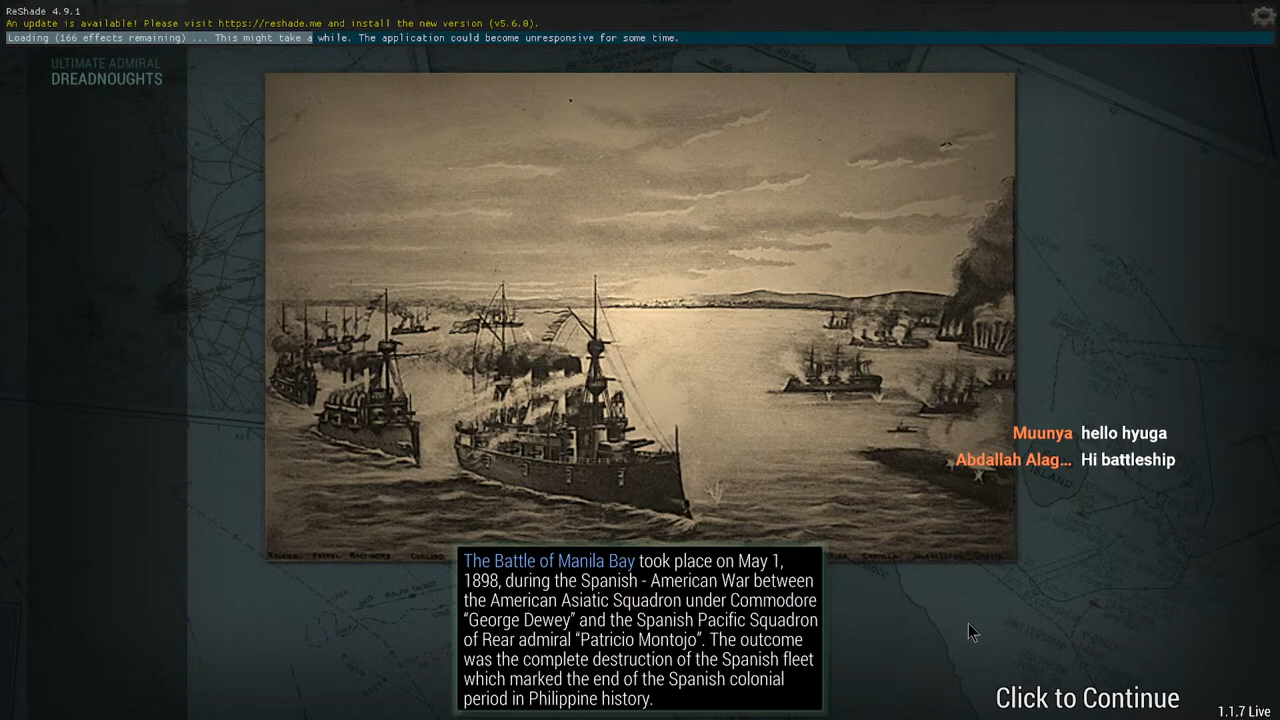 ReShade 4.9.1
An update is available! Please visit https://reshade.me and install the new version (v5.6.0).
Loading (166 effects remaining) ... This might take a while. The application could become unresponsive for some time.
ULTIMATE ADMIRAL
DREADNOUGHTS
Muunya hello hyuga
Abdallah Alag... Hi battleship
The Battle of Manila Bay took place on May 1,
1898, during the Spanish - American War between
the American Asiatic Squadron under Commodore
“George Dewey” and the Spanish Pacific Squadron
of Rear admiral “Patricio Montojo”. The outcome
was the complete destruction of the Spanish fleet
which marked the end of the Spanish colonial
period in Philippine history.
Click to Continue
1.1.7 Live